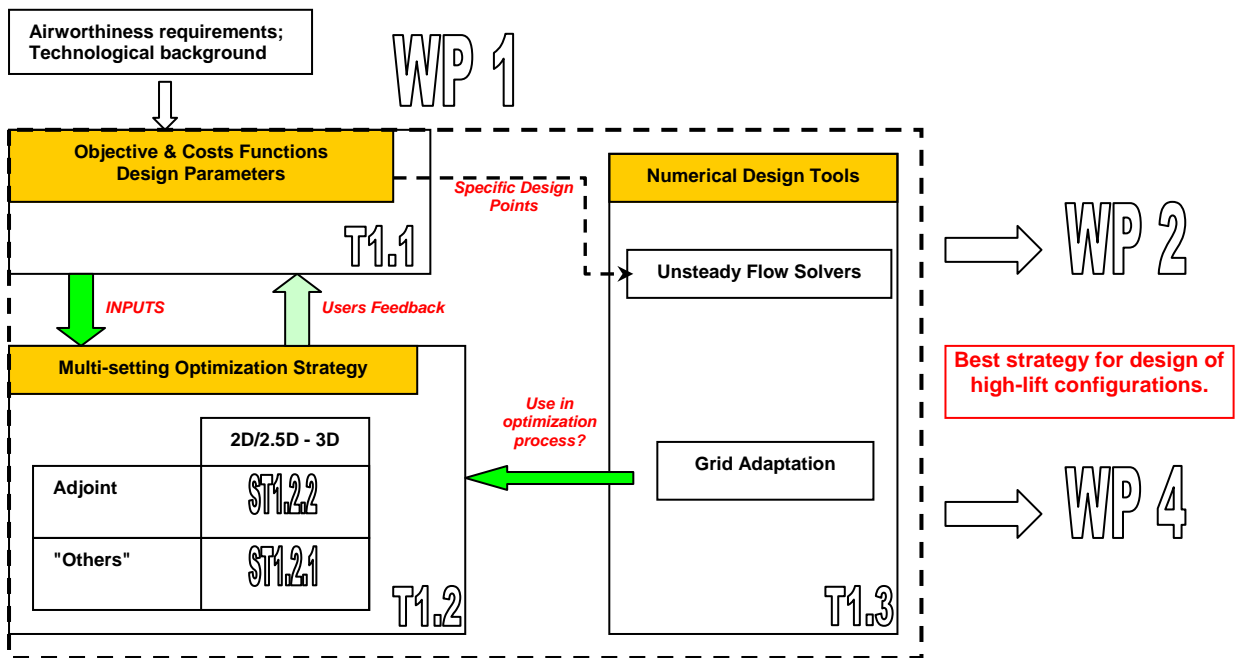 Airworthiness requirements;
Technological background
WP 1
Objective & Costs Functions
Design Parameters
T1.1
Specific Design
Points
Numerical Design Tools
Unsteady Flow Solvers
WP 2
INPUTS
Users Feedback
Multi-setting Optimization Strategy
Best strategy for design of
high-lift configurations.
Use in
optimization
process?
2D/2.5D - 3D
Adjoint
ST1.2.2
"Others"
ST1.2.1
T1.2
Grid Adaptation
T1.3
WP 4